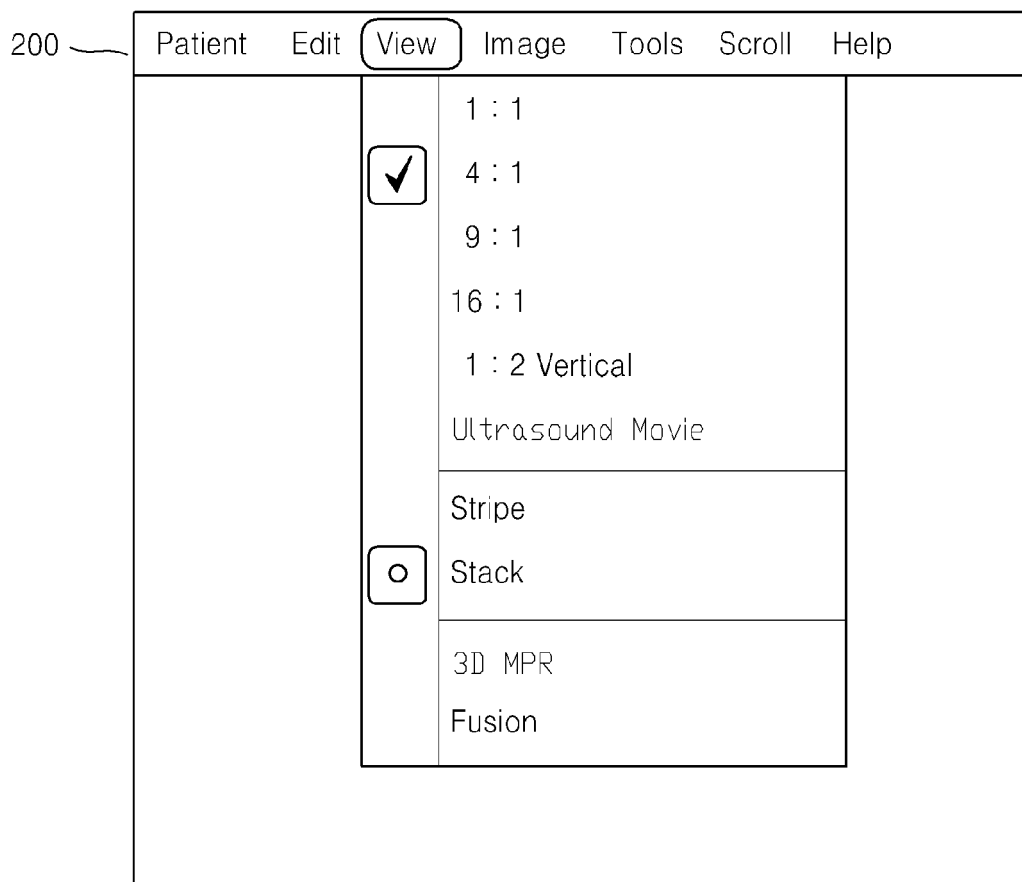 200 Patient Edit View Image Tools Scroll Help
1 : 1
4 : 1
9 : 1
16 : 1
1 : 2 Vertical
Ultrasound Movie
Stripe
Stack
3D MPR
Fusion